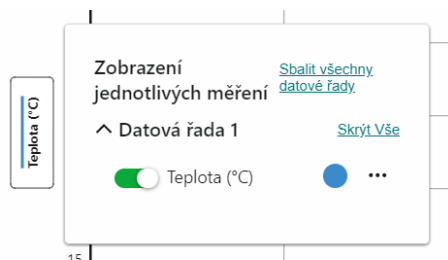 Zobrazení
jednotlivých měření
Sbalit všechny
datové řady
Datová řada 1
Skrýt Vše
Teplota (°C)
Teplota (°C)
15